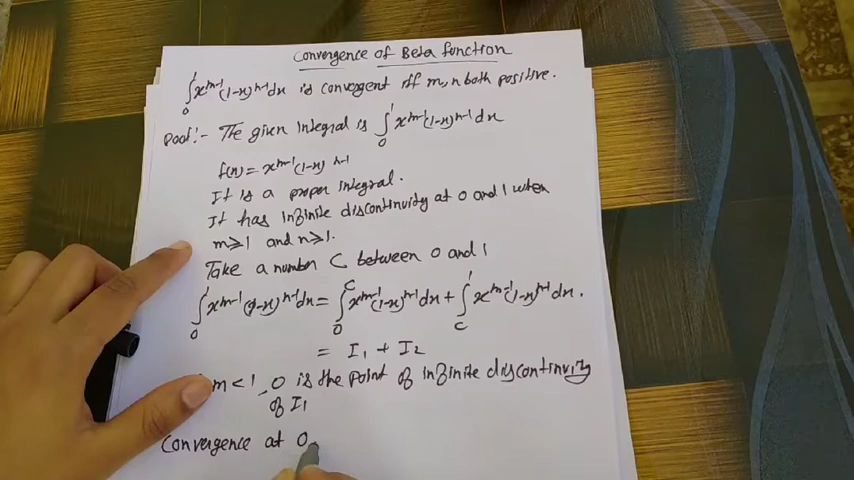 Convergence of Beta function
∫₀¹ x^m-1 (1-x)^n-1 dx is convergent iff m, n both positive.
Poof:- The given Integral is ∫₀¹ x^m-1 (1-x)^n-1 dx
f(x) = x^m-1 (1-x)^n-1
It is a proper integral.
It has infinite discontinuity at 0 and 1 when
m≥1 and n≥1.
Take a number C between 0 and 1
∫₀¹ x^m-1 (1-x)^n-1 dx = ∫₀^C x^m-1 (1-x)^n-1 dx + ∫_C¹ x^m-1 (1-x)^n-1 dx.
= I₁ + I₂
m < 1, 0 is the point of infinite discontinuity
of I₁
Convergence at 0